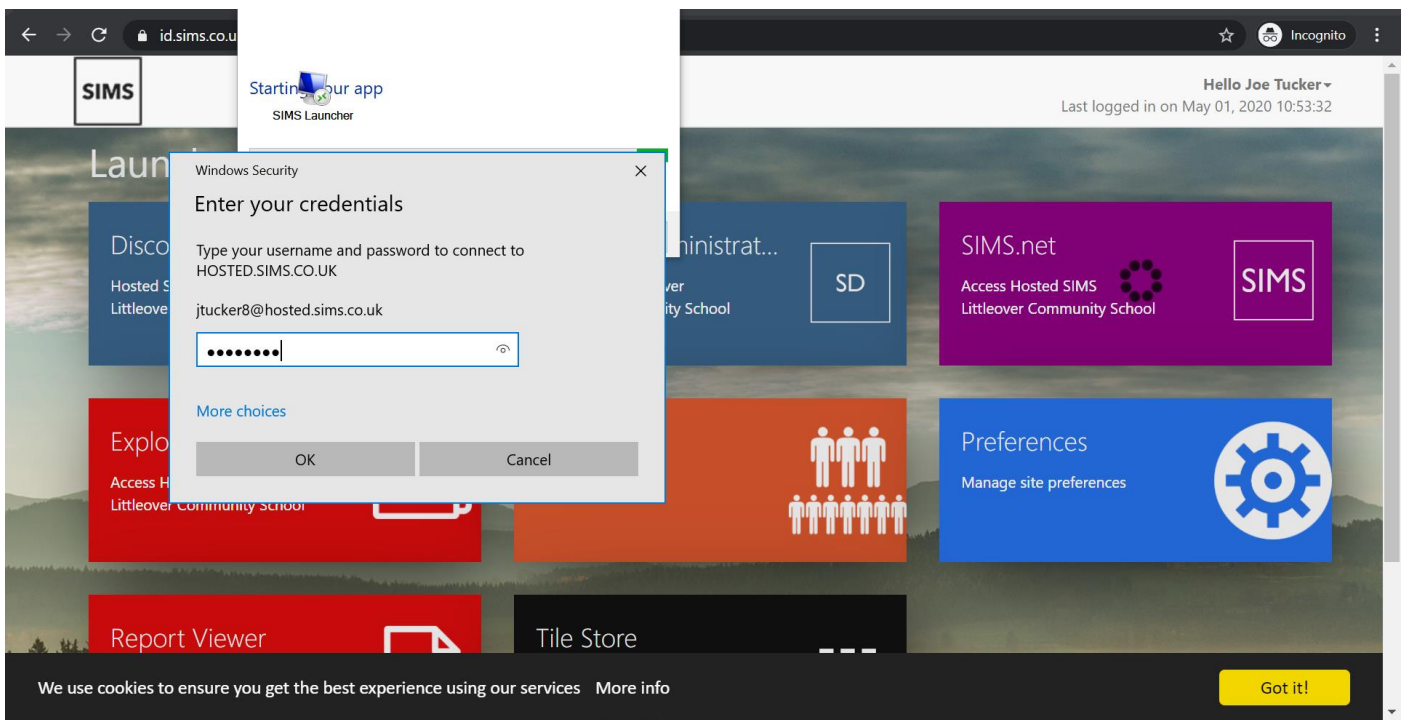 id.sims.co.u
Incognito
SIMS
Starting your app
SIMS Launcher
Hello Joe Tucker
Last logged in on May 01, 2020 10:53:32
Laun
Windows Security
Enter your credentials
Type your username and password to connect to
HOSTED.SIMS.CO.UK
jtucker8@hosted.sims.co.uk
More choices
OK
Cancel
Disco
Hosted S
Littleove
ministrat...
ver
ity School
SD
SIMS.net
Access Hosted SIMS
Littleover Community School
SIMS
Explo
Access H
Littleover Community School
Preferences
Manage site preferences
Report Viewer
Tile Store
We use cookies to ensure you get the best experience using our services More info
Got it!